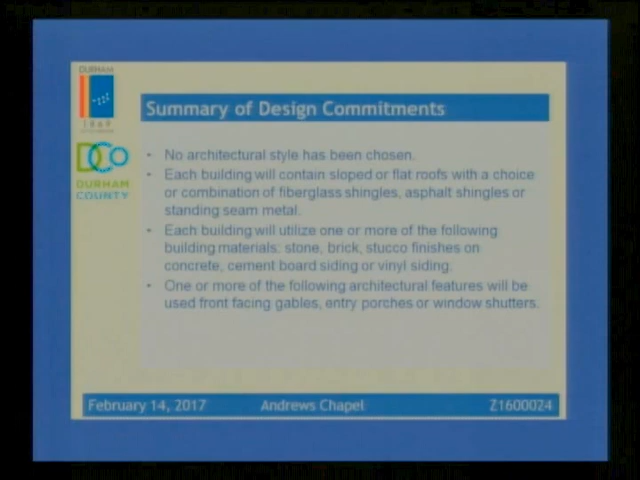 DURHAM
1869
DCo
DURHAM
COUNTY
Summary of Design Commitments
• No architectural style has been chosen.
• Each building will contain sloped or flat roofs with a choice
or combination of fiberglass shingles, asphalt shingles or
standing seam metal.
• Each building will utilize one or more of the following
building materials: stone, brick, stucco finishes on
concrete, cement board siding or vinyl siding.
• One or more of the following architectural features will be
used front facing gables, entry porches or window shutters.
February 14, 2017 Andrews Chapel Z1600024